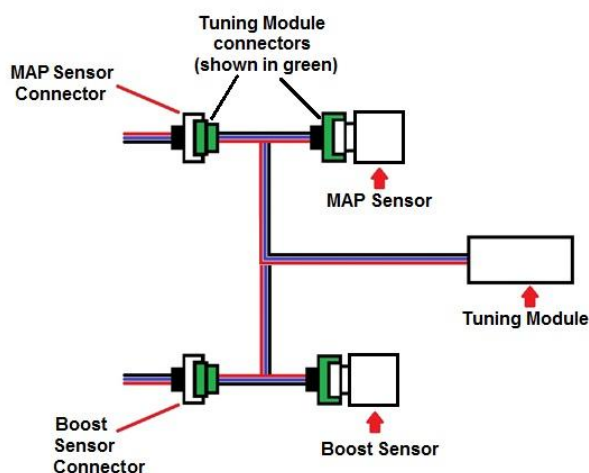 Tuning Module
connectors
(shown in green)
MAP Sensor
Connector
MAP Sensor
Tuning Module
Boost
Sensor
Connector
Boost Sensor